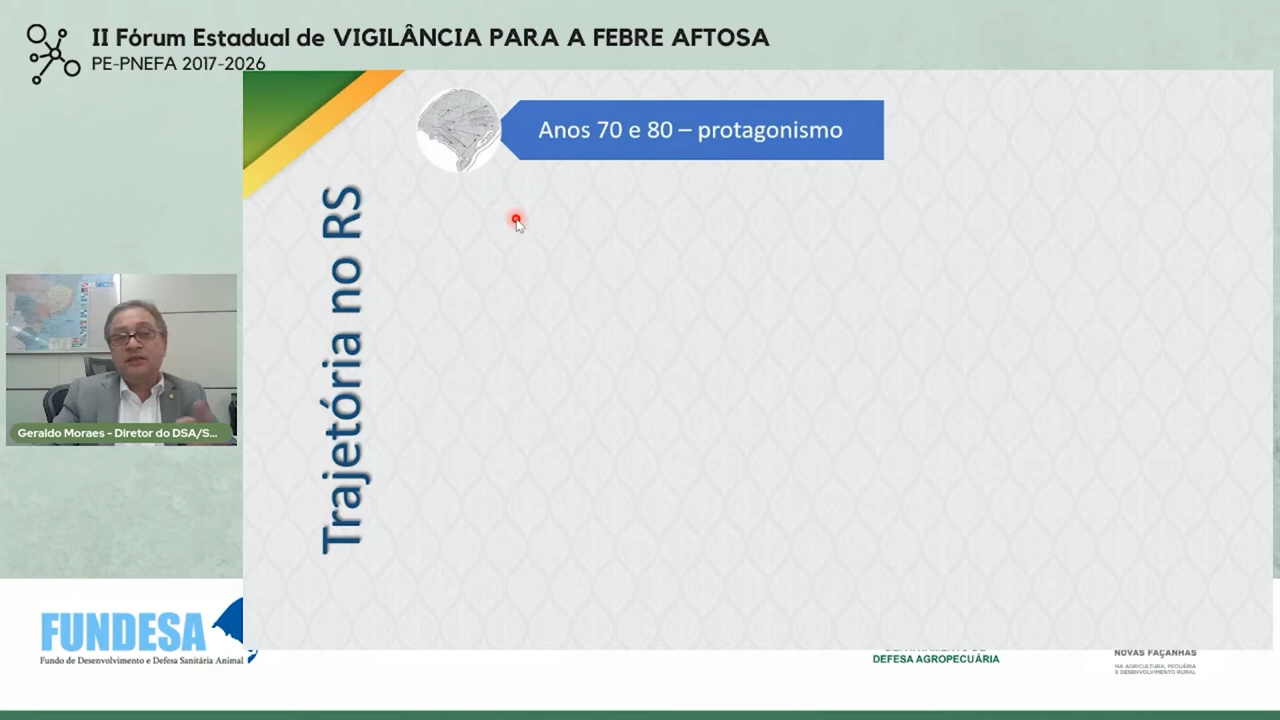 II Fórum Estadual de VIGILÂNCIA PARA A FEBRE AFTOSA
PE-PNEFA 2017-2026
Anos 70 e 80 – protagonismo
Trajetória no RS
Geraldo Moraes - Diretor do DSA/S...
FUNDESA
Fundo de Desenvolvimento e Defesa Sanitária Animal
DEFESA AGROPECUÁRIA
NOVAS FAÇANHAS
NA AGRICULTURA, PECUÁRIA
E DESENVOLVIMENTO RURAL